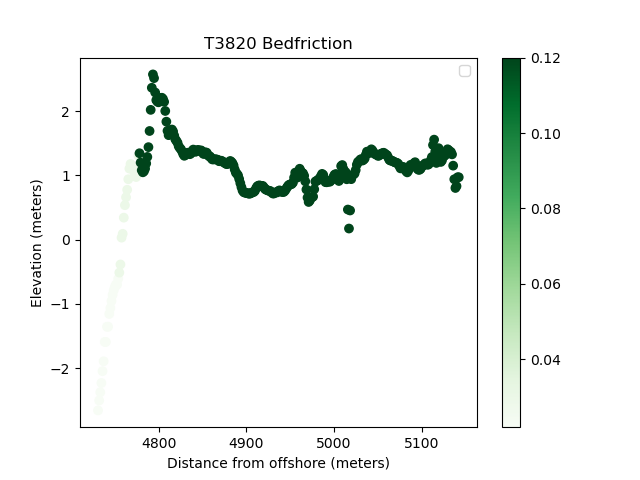 T3820 Bedfriction
Elevation (meters)
2
1
0
−1
−2
4800 4900 5000 5100
Distance from offshore (meters)
0.12
0.10
0.08
0.06
0.04